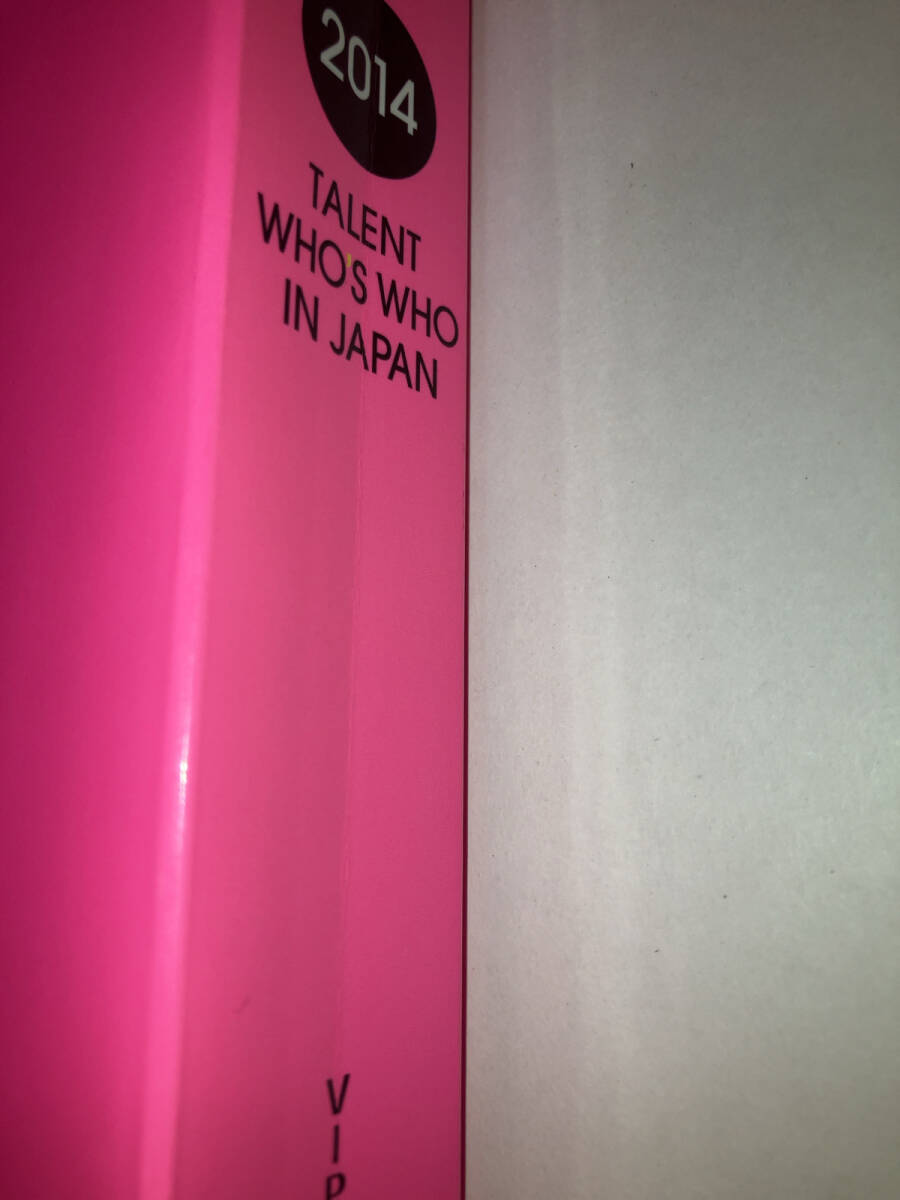 2014
TALENT
WHO'S WHO
IN JAPAN
V
I
P